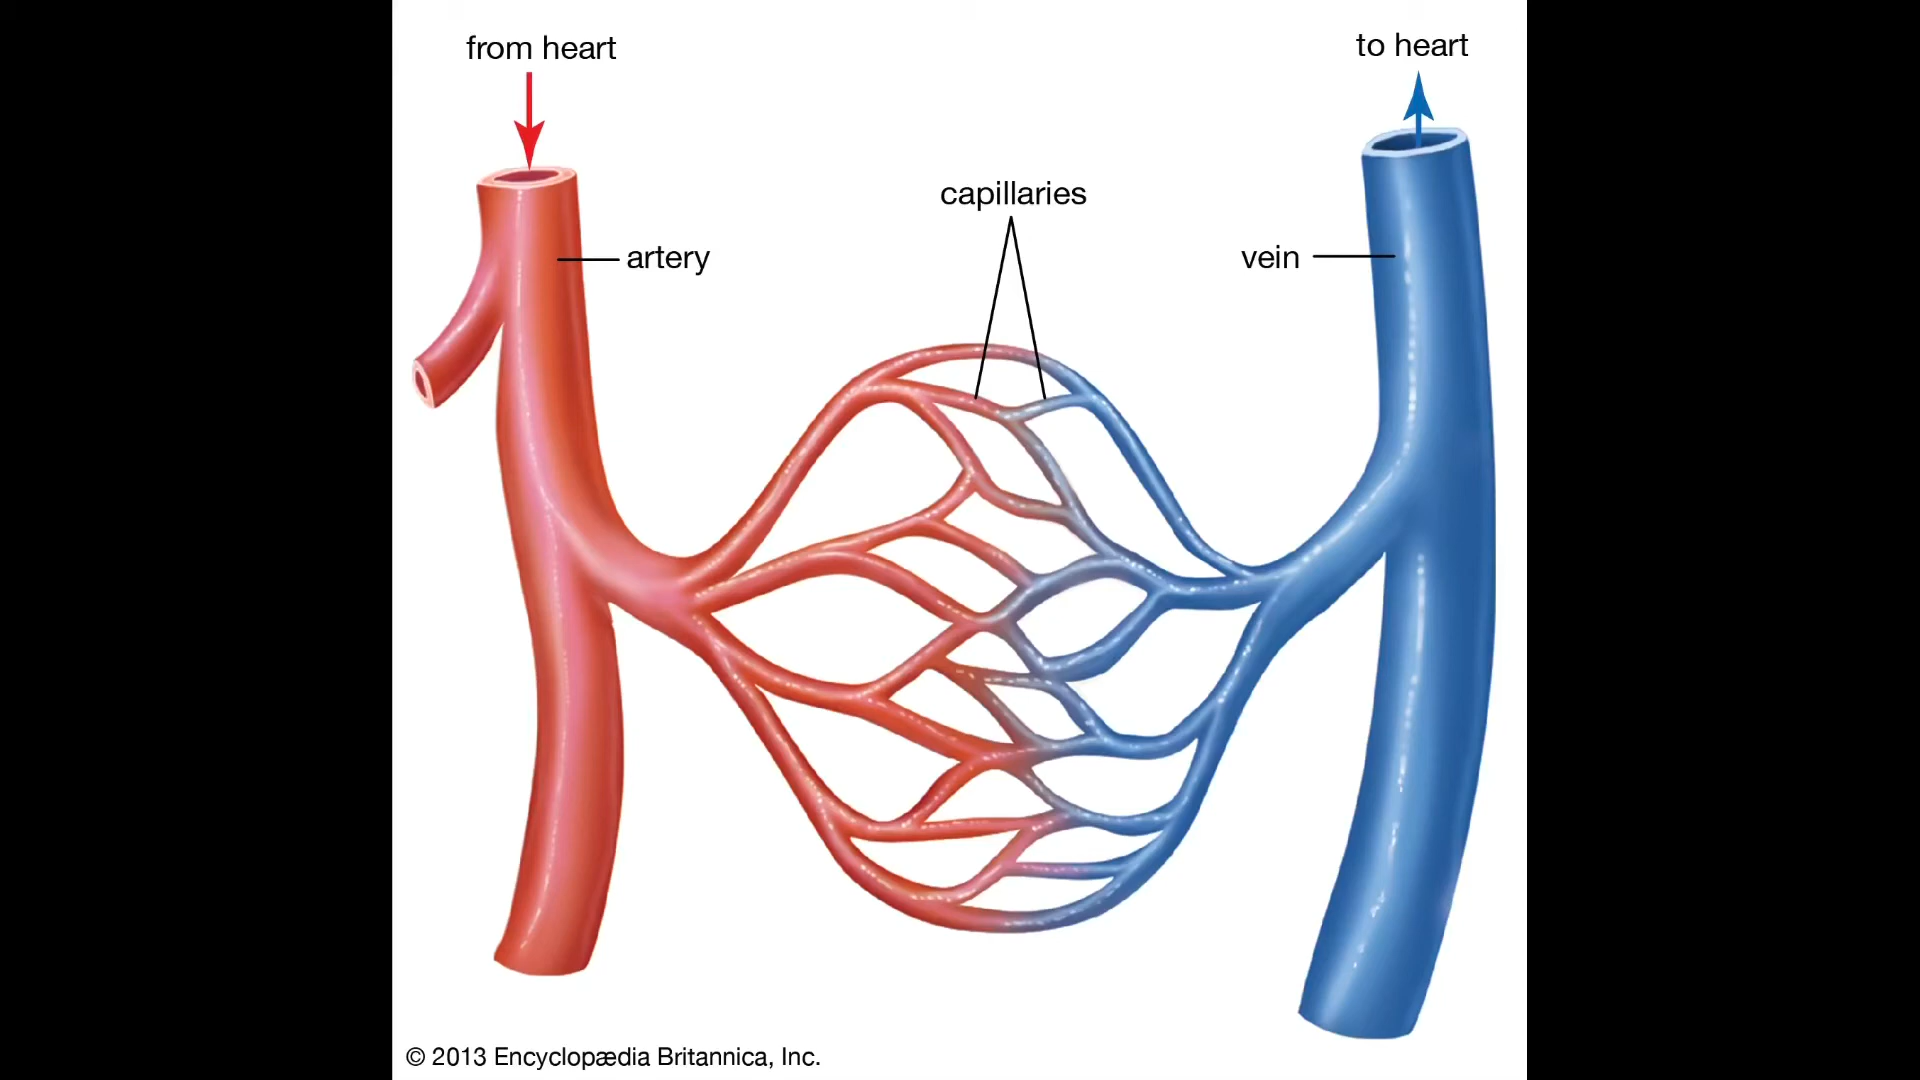 from heart
to heart
capillaries
artery
vein
© 2013 Encyclopædia Britannica, Inc.